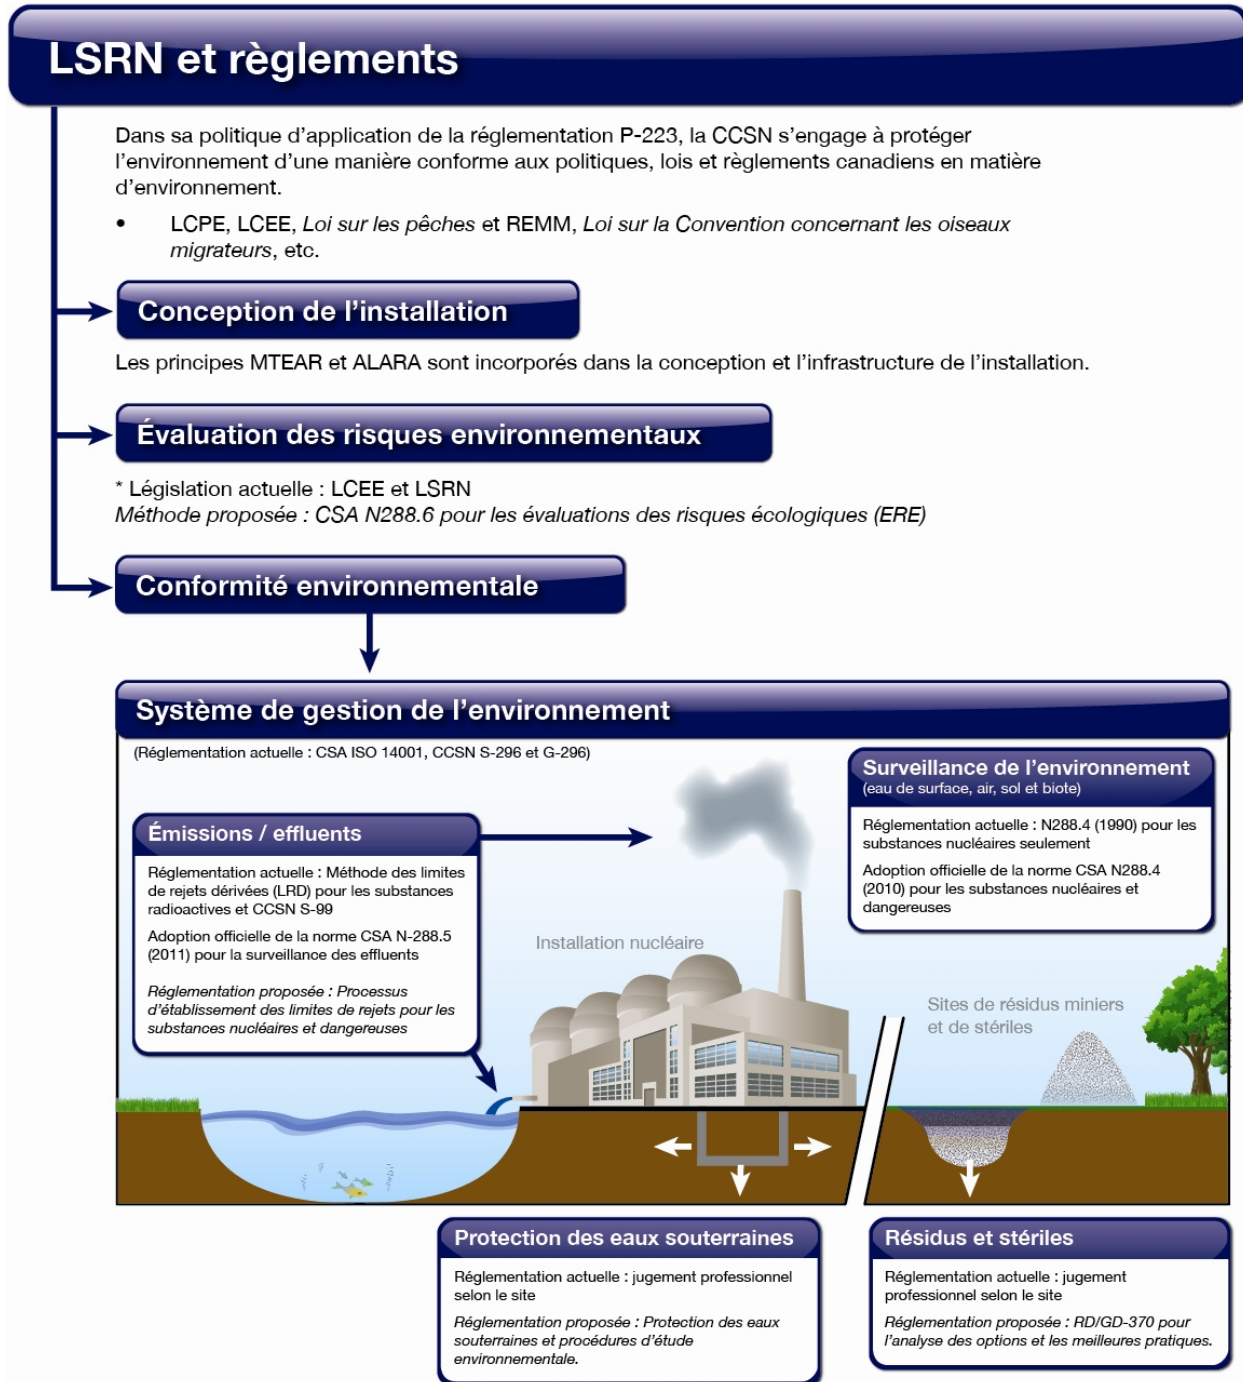 LSRN et règlements
Dans sa politique d'application de la réglementation P-223, la CCSN s'engage à protéger
l'environnement d'une manière conforme aux politiques, lois et règlements canadiens en matière
d'environnement.
• LCPE, LCEE, Loi sur les pêches et REMM, Loi sur la Convention concernant les oiseaux
migrateurs, etc.
Conception de l'installation
Les principes MTEAR et ALARA sont incorporés dans la conception et l'infrastructure de l'installation.
Évaluation des risques environnementaux
* Législation actuelle : LCEE et LSRN
Méthode proposée : CSA N288.6 pour les évaluations des risques écologiques (ERE)
Conformité environnementale
Système de gestion de l'environnement
(Réglementation actuelle : CSA ISO 14001, CCSN S-296 et G-296)
Émissions / effluents
Réglementation actuelle : Méthode des limites
de rejets dérivées (LRD) pour les substances
radioactives et CCSN S-99
Adoption officielle de la norme CSA N-288.5
(2011) pour la surveillance des effluents
Réglementation proposée : Processus
d'établissement des limites de rejets pour les
substances nucléaires et dangereuses
Surveillance de l'environnement
(eau de surface, air, sol et biote)
Réglementation actuelle : N288.4 (1990) pour les
substances nucléaires seulement
Adoption officielle de la norme CSA N288.4
(2010) pour les substances nucléaires et
dangereuses
Installation nucléaire
Sites de résidus miniers
et de stériles
Protection des eaux souterraines
Réglementation actuelle : jugement professionnel
selon le site
Réglementation proposée : Protection des eaux
souterraines et procédures d'étude
environnementale.
Résidus et stériles
Réglementation actuelle : jugement
professionnel selon le site
Réglementation proposée : RD/GD-370 pour
l'analyse des options et les meilleures pratiques.